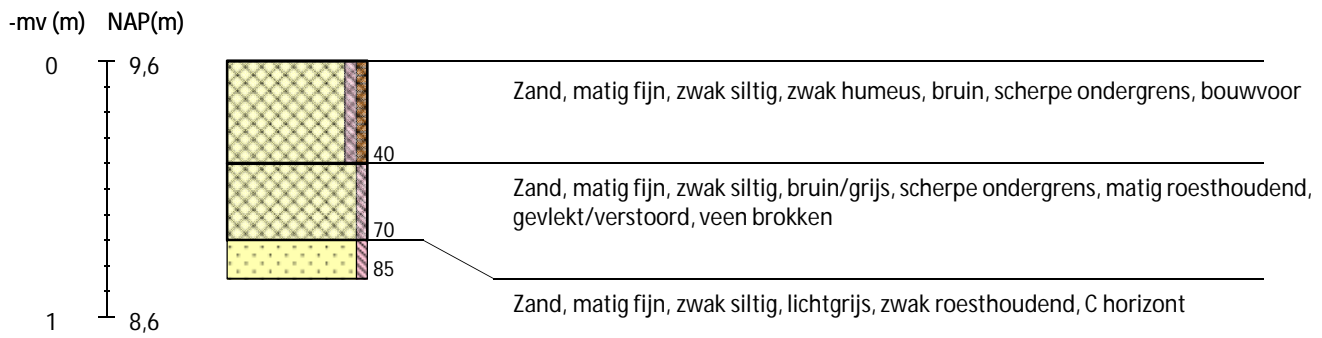 -mv (m) NAP(m)
0 9,6
Zand, matig fijn, zwak siltig, zwak humeus, bruin, scherpe ondergrens, bouwvoor
40
Zand, matig fijn, zwak siltig, bruin/grijs, scherpe ondergrens, matig roesthoudend,
gevlekt/verstoord, veen brokken
70
85
Zand, matig fijn, zwak siltig, lichtgrijs, zwak roesthoudend, C horizont
1 8,6